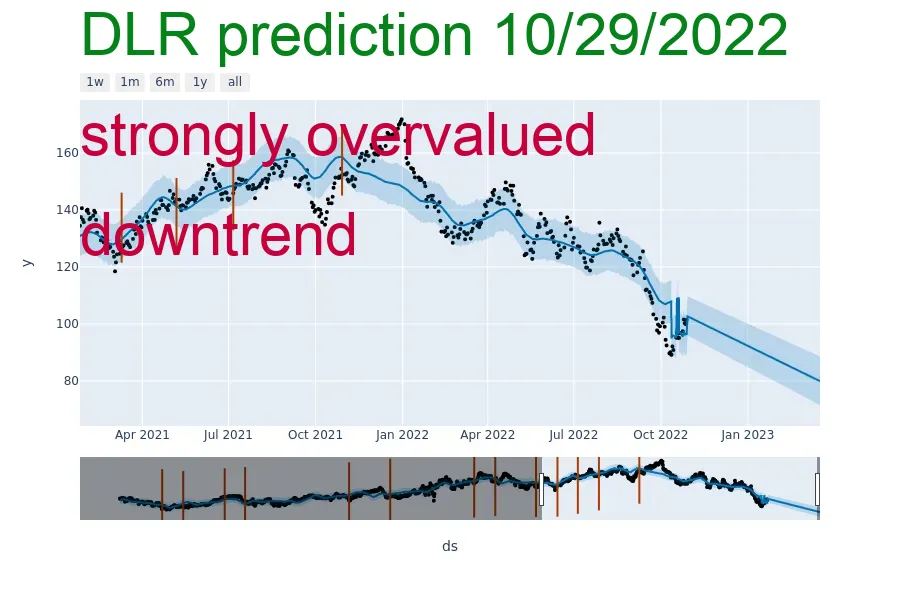 DLR prediction 10/29/2022
1w 1m 6m 1y all
strongly overvalued
160
140
downtrend
y
120
100
80
Apr 2021 Jul 2021 Oct 2021 Jan 2022 Apr 2022 Jul 2022 Oct 2022 Jan 2023
ds